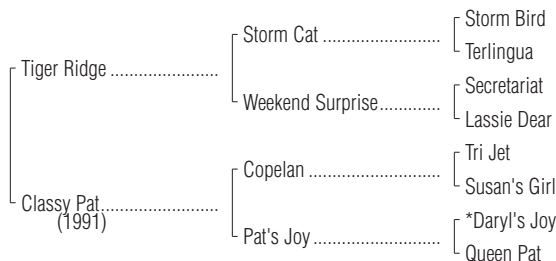 Storm Bird
Storm Cat ................................
Terlingua
Tiger Ridge ........................
Secretariat
Weekend Surprise.............
Lassie Dear
Tri Jet
Copelan ...............................
Susan's Girl
Classy Pat..........................
(1991)
*Daryl's Joy
Pat's Joy ..............................
Queen Pat